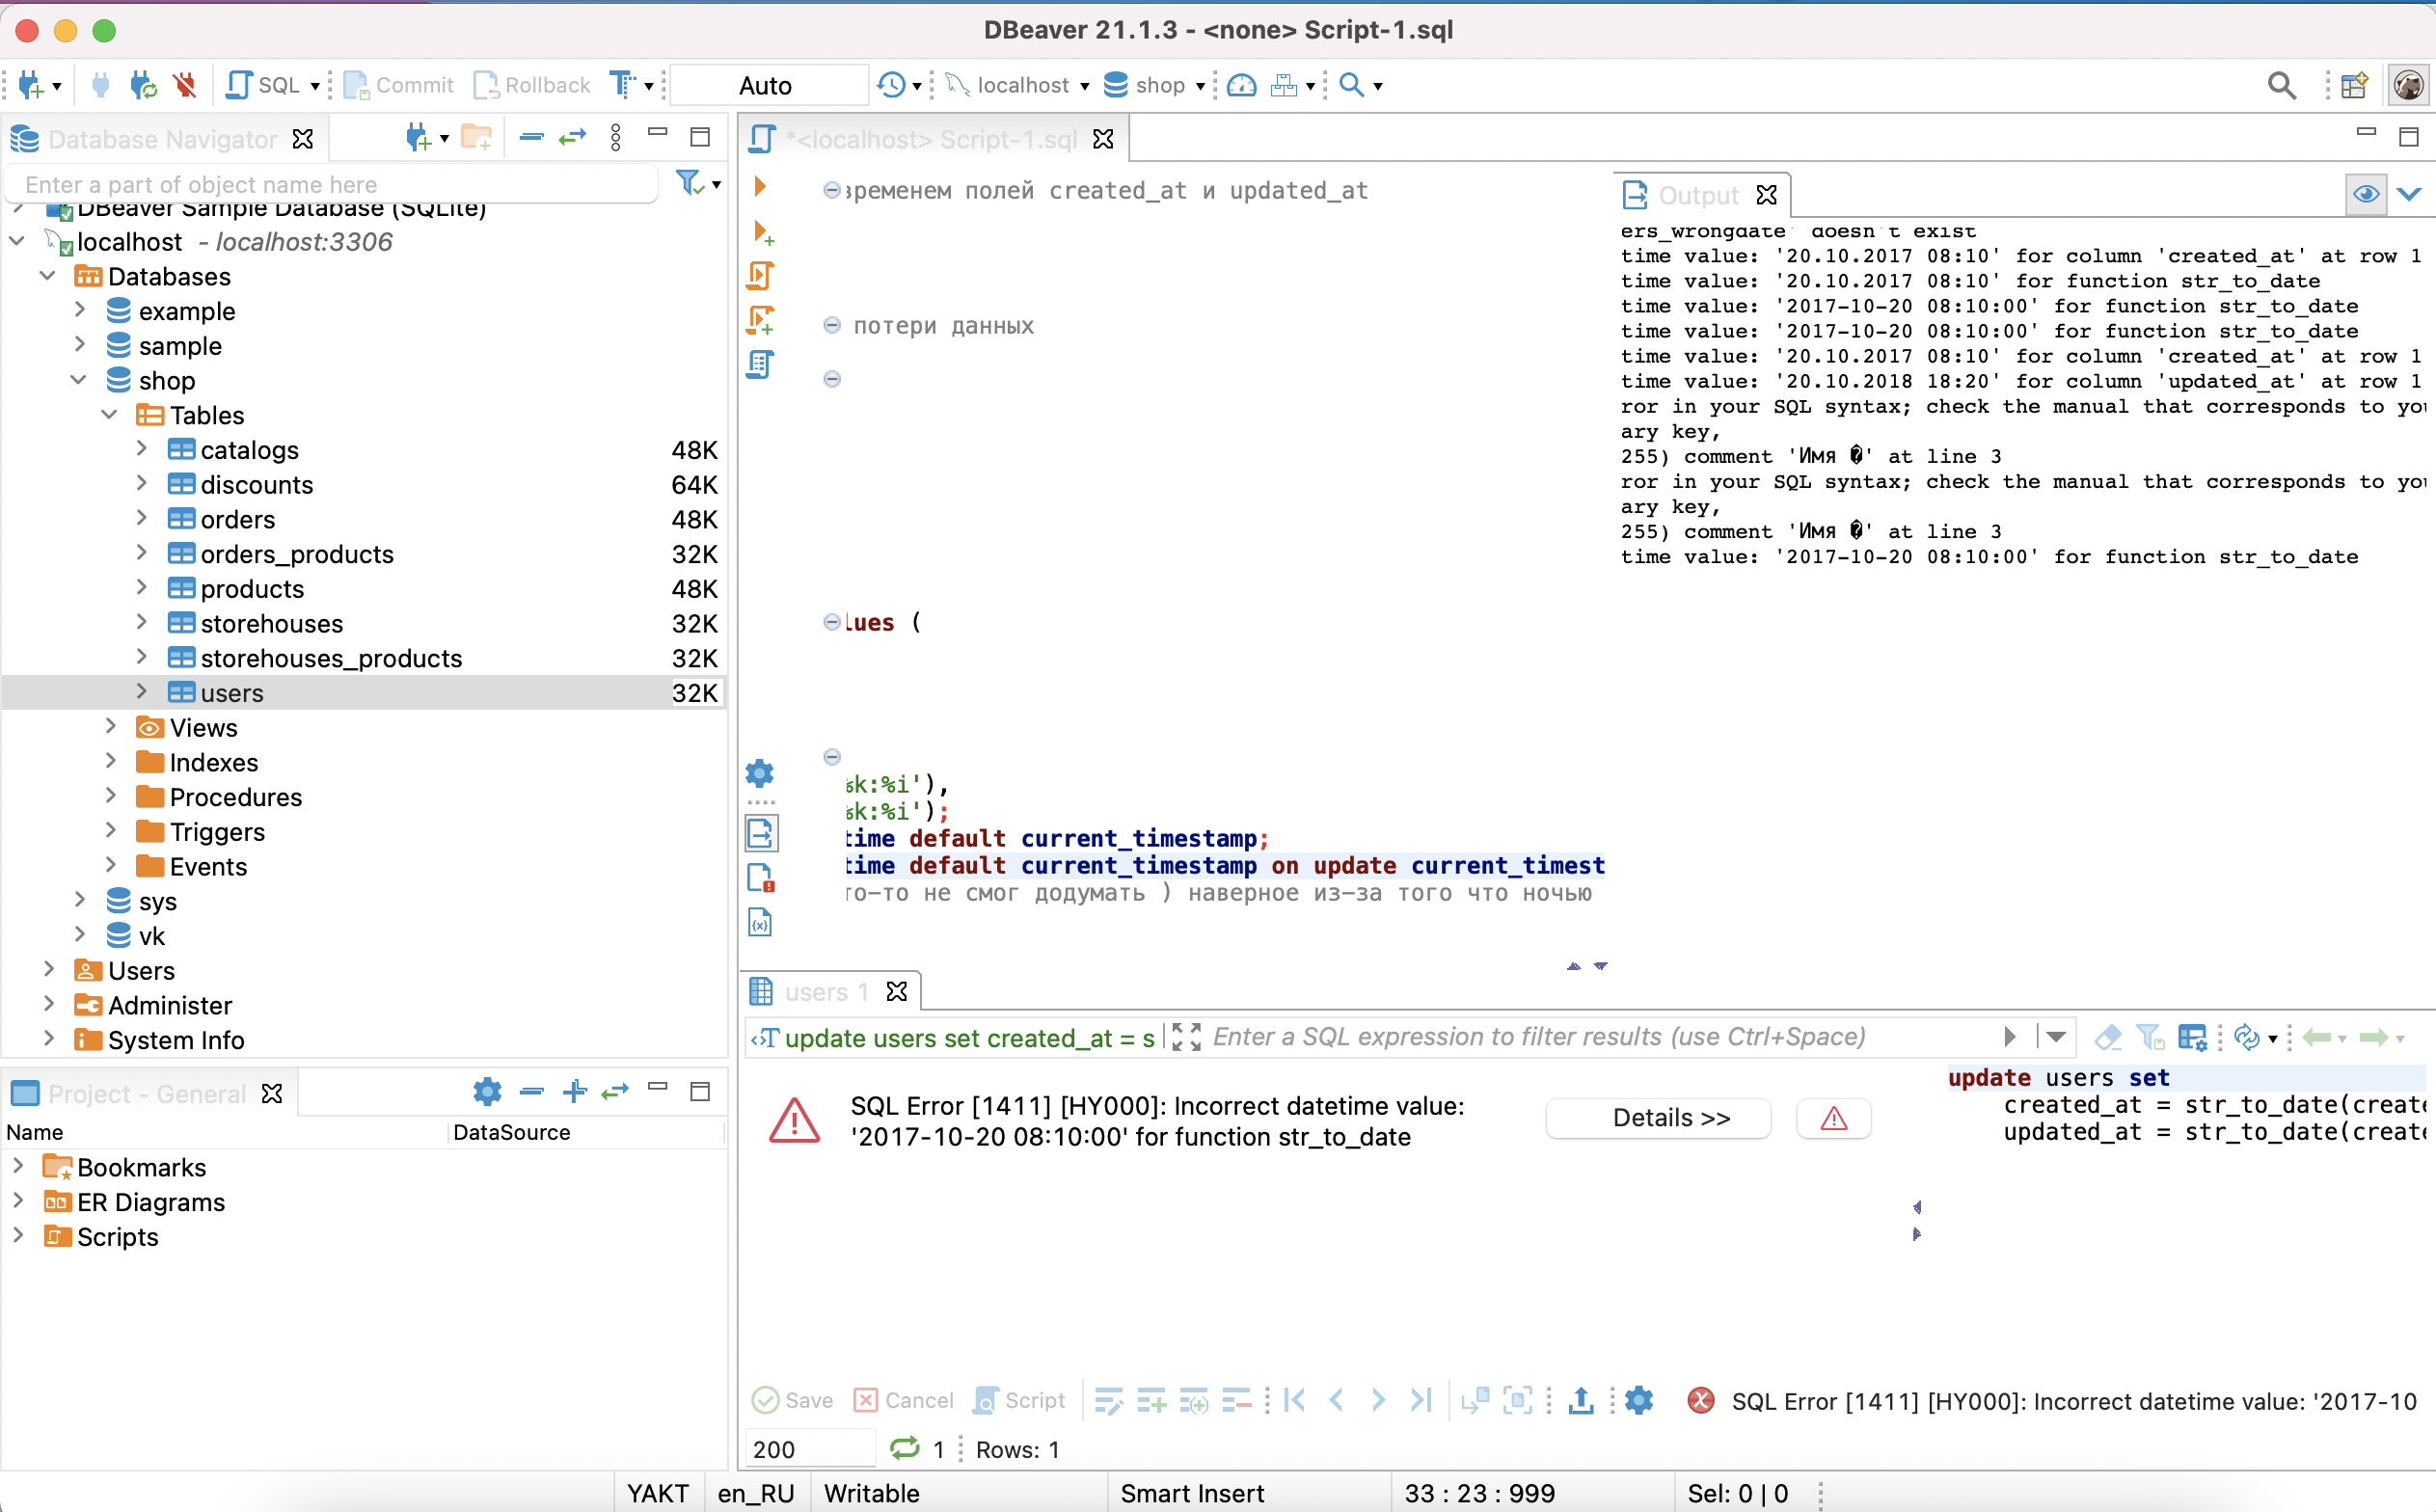 DBeaver 21.1.3 - <none> Script-1.sql
SQL
Commit
Rollback
Auto
localhost
shop
Database Navigator
*<localhost> Script-1.sql
Enter a part of object name here
DBeaver Sample Database (SQLite)
localhost - localhost:3306
Databases
example
sample
shop
Tables
catalogs 48K
discounts 64K
orders 48K
orders_products 32K
products 48K
storehouses 32K
storehouses_products 32K
users 32K
Views
Indexes
Procedures
Triggers
Events
sys
vk
Users
Administer
System Info
Project - General
Name DataSource
Bookmarks
ER Diagrams
Scripts
временем полей created_at и updated_at
потери данных
lues (
%k:%i'),
%k:%i');
time default current_timestamp;
time default current_timestamp on update current_timest
то-то не смог додумать ) наверное из-за того что ночью
Output
ers_wrongdate' doesn't exist
time value: '20.10.2017 08:10' for column 'created_at' at row 1
time value: '20.10.2017 08:10' for function str_to_date
time value: '2017-10-20 08:10:00' for function str_to_date
time value: '2017-10-20 08:10:00' for function str_to_date
time value: '20.10.2017 08:10' for column 'created_at' at row 1
time value: '20.10.2018 18:20' for column 'updated_at' at row 1
ror in your SQL syntax; check the manual that corresponds to you
ary key,
255) comment 'Имя �' at line 3
ror in your SQL syntax; check the manual that corresponds to you
ary key,
255) comment 'Имя �' at line 3
time value: '2017-10-20 08:10:00' for function str_to_date
users 1
update users set created_at = s
Enter a SQL expression to filter results (use Ctrl+Space)
SQL Error [1411] [HY000]: Incorrect datetime value:
'2017-10-20 08:10:00' for function str_to_date
Details >>
update users set
created_at = str_to_date(create
updated_at = str_to_date(create
Save
Cancel
Script
SQL Error [1411] [HY000]: Incorrect datetime value: '2017-10
200
1
Rows: 1
YAKT
en_RU
Writable
Smart Insert
33 : 23 : 999
Sel: 0 | 0